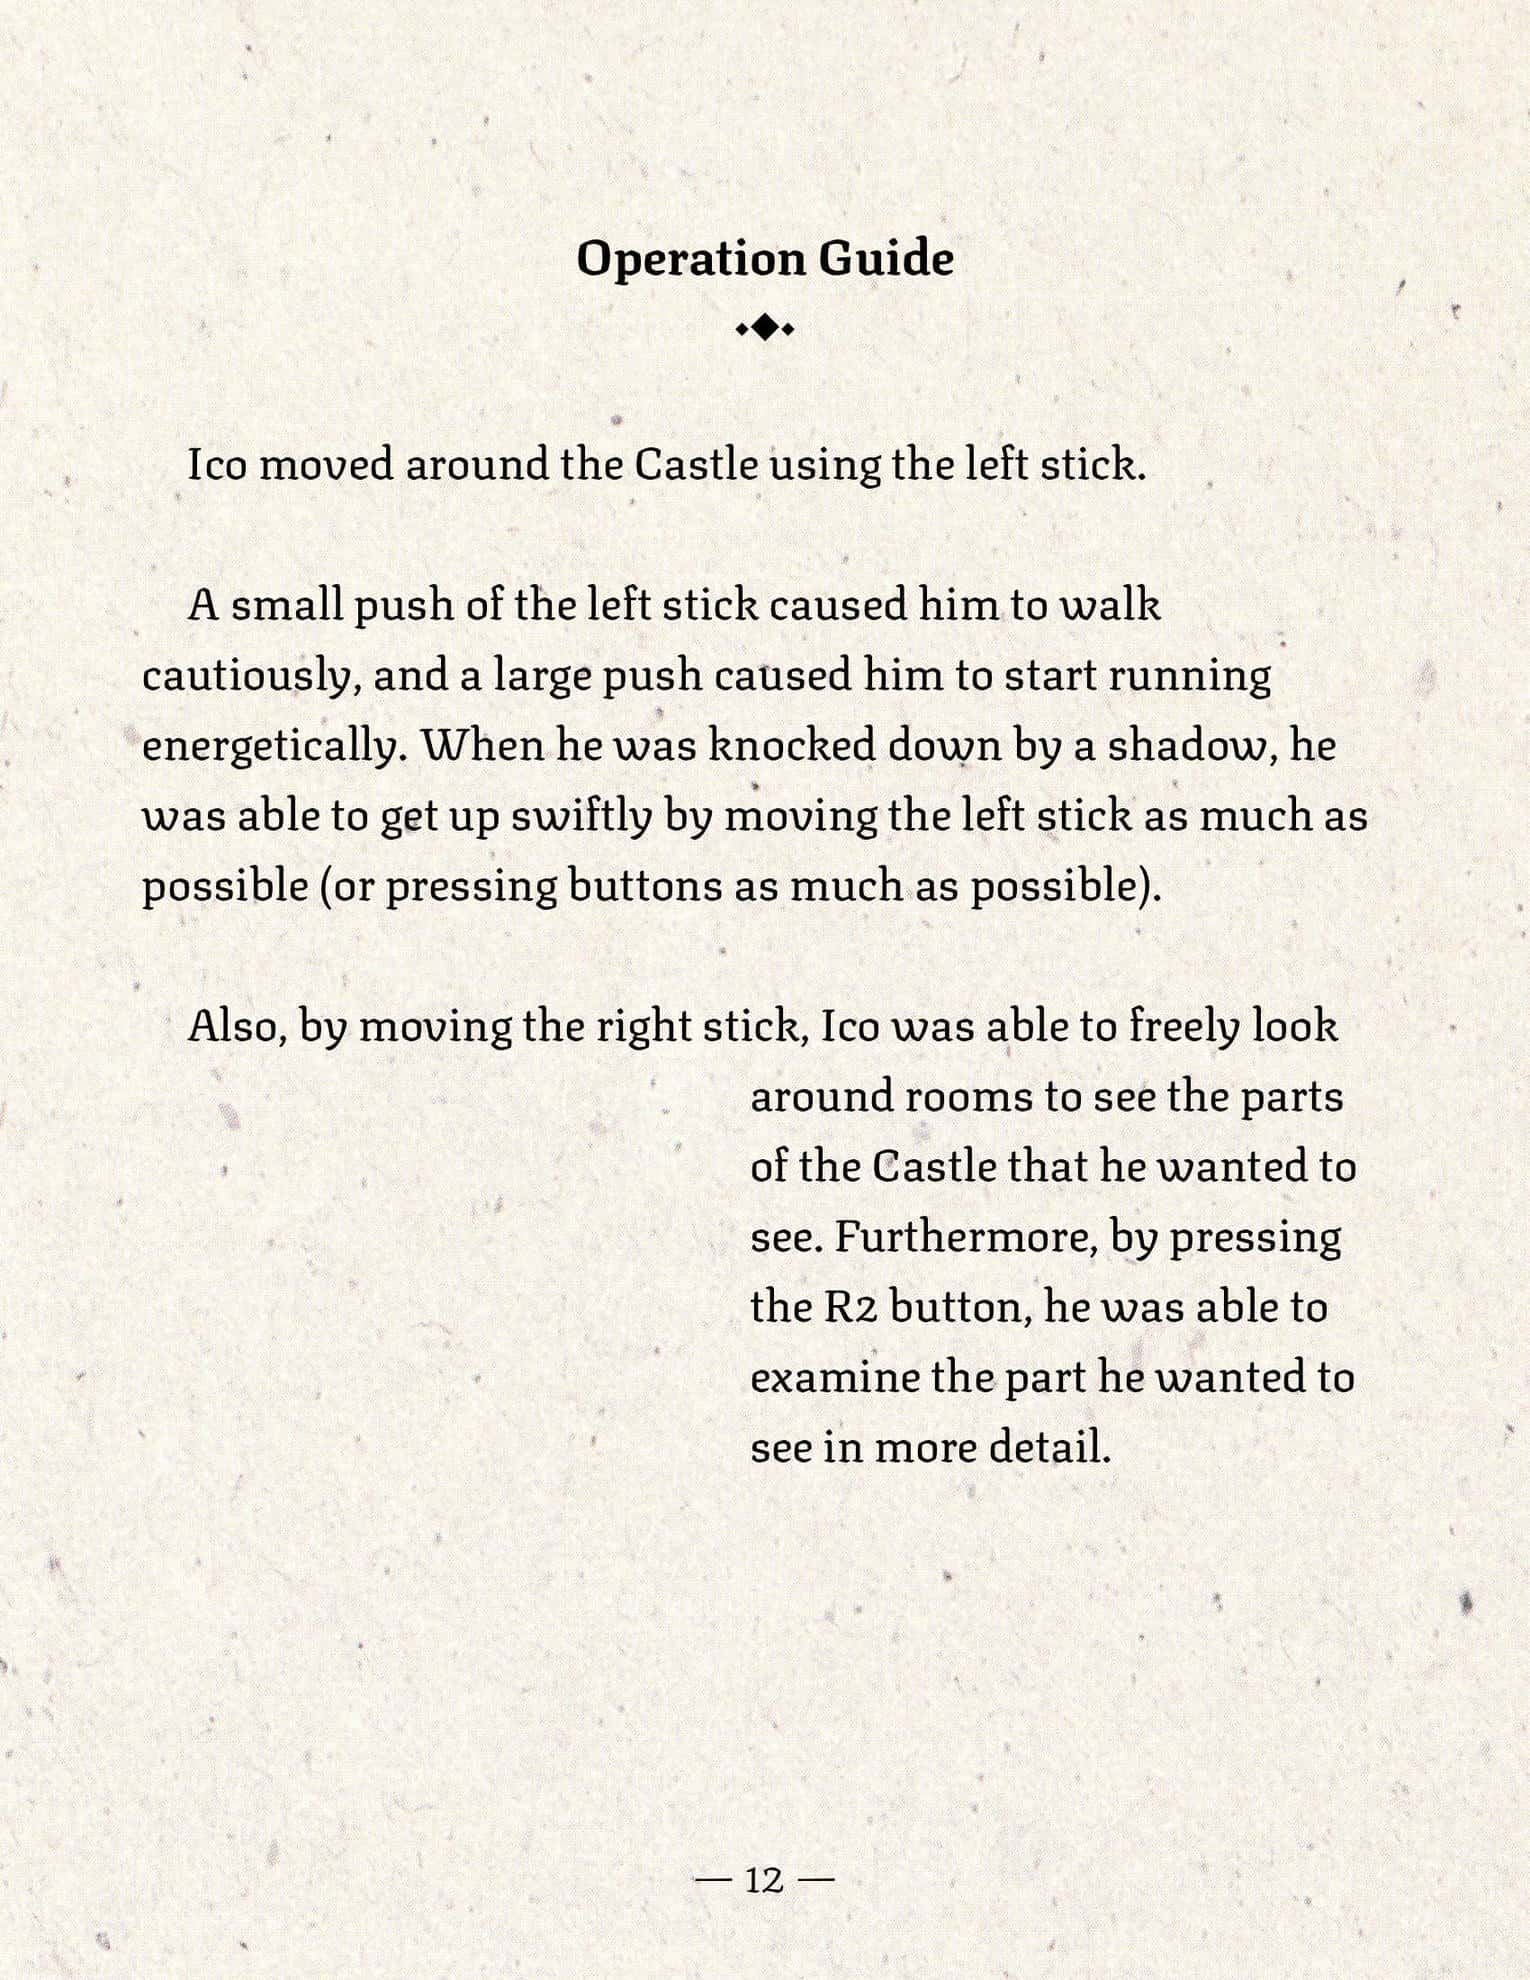 Operation Guide
Ico moved around the Castle using the left stick.
A small push of the left stick caused him to walk
cautiously, and a large push caused him to start running
energetically. When he was knocked down by a shadow, he
was able to get up swiftly by moving the left stick as much as
possible (or pressing buttons as much as possible).
Also, by moving the right stick, Ico was able to freely look
around rooms to see the parts
of the Castle that he wanted to
see. Furthermore, by pressing
the R2 button, he was able to
examine the part he wanted to
see in more detail.
— 12 —